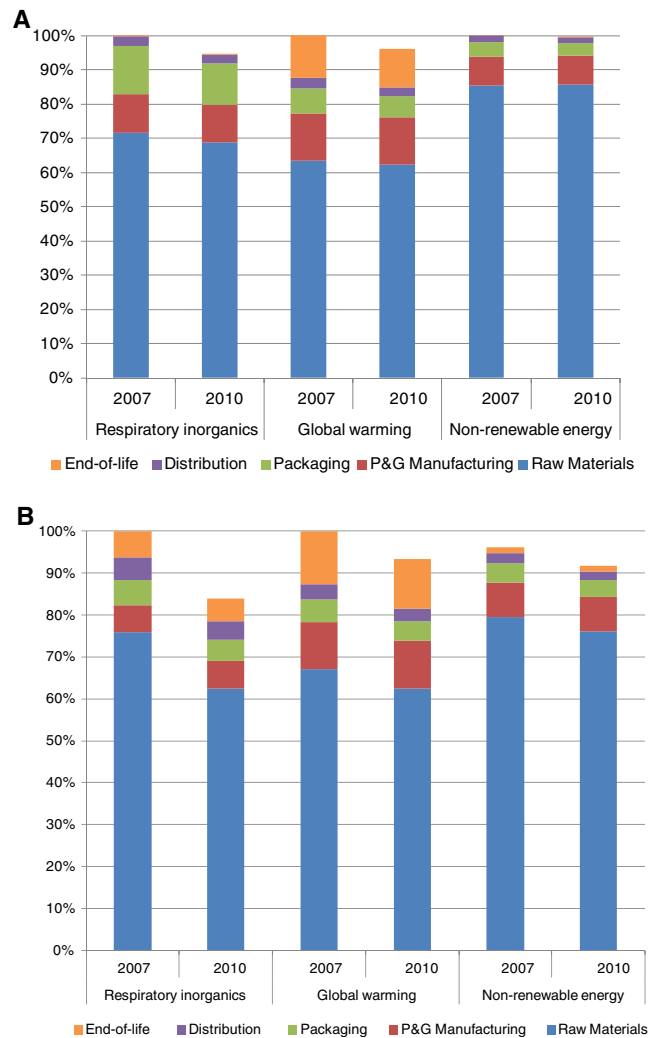 A
100%
90%
80%
70%
60%
50%
40%
30%
20%
10%
0%
2007 2010 2007 2010 2007 2010
Respiratory inorganics Global warming Non-renewable energy
End-of-life Distribution Packaging P&G Manufacturing Raw Materials
B
100%
90%
80%
70%
60%
50%
40%
30%
20%
10%
0%
2007 2010 2007 2010 2007 2010
Respiratory inorganics Global warming Non-renewable energy
End-of-life Distribution Packaging P&G Manufacturing Raw Materials